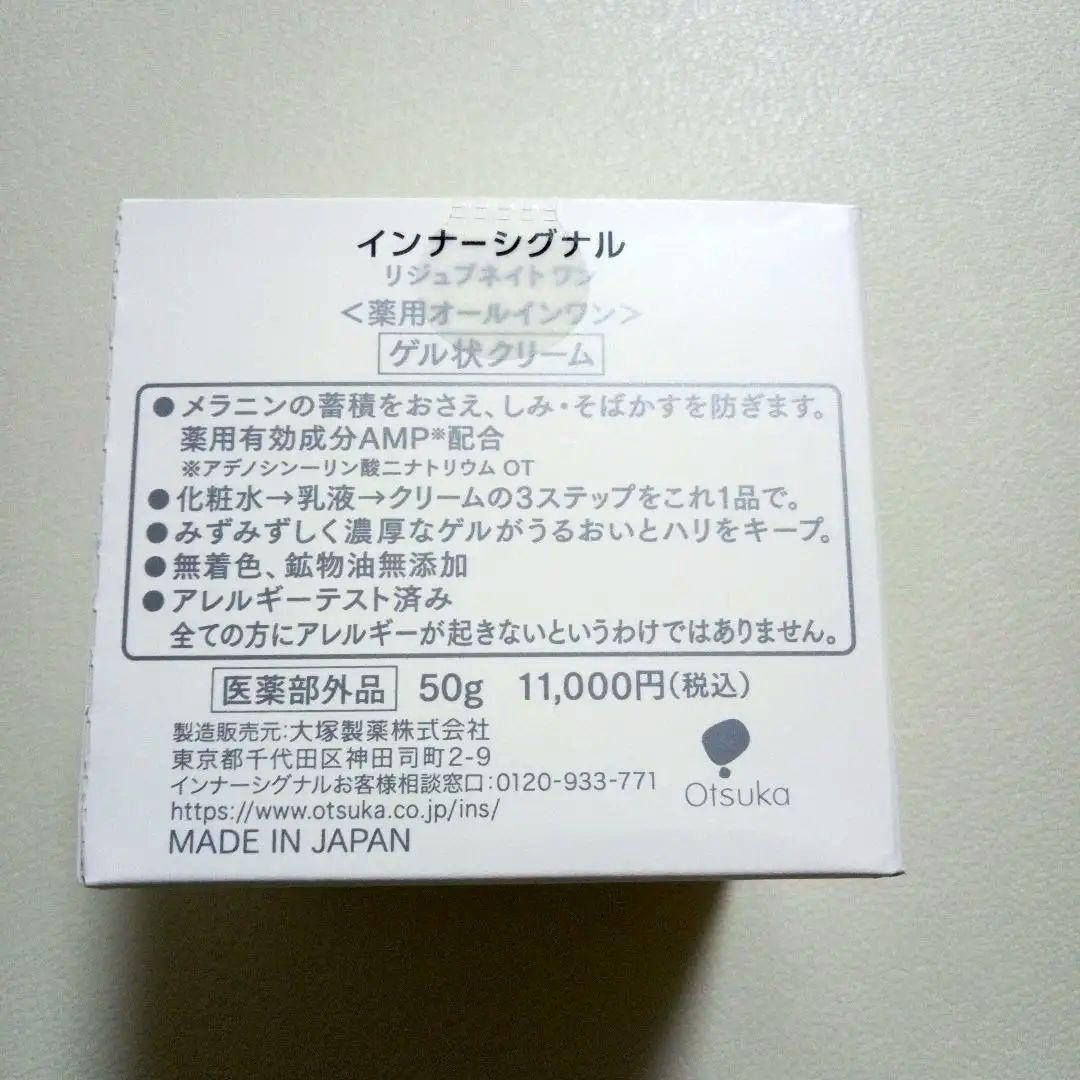 インナーシグナル
リジュブネイト ワン
＜薬用オールインワン＞
ゲル状クリーム
●メラニンの蓄積をおさえ、しみ・そばかすを防ぎます。
薬用有効成分AMP※配合
※アデノシン一リン酸二ナトリウム OT
●化粧水→乳液→クリームの3ステップをこれ1品で。
●みずみずしく濃厚なゲルがうるおいとハリをキープ。
●無着色、鉱物油無添加
●アレルギーテスト済み
全ての方にアレルギーが起きないというわけではありません。
医薬部外品 50g 11,000円(税込)
製造販売元:大塚製薬株式会社
東京都千代田区神田司町2-9
インナーシグナルお客様相談窓口:0120-933-771
https://www.otsuka.co.jp/ins/
MADE IN JAPAN
Otsuka